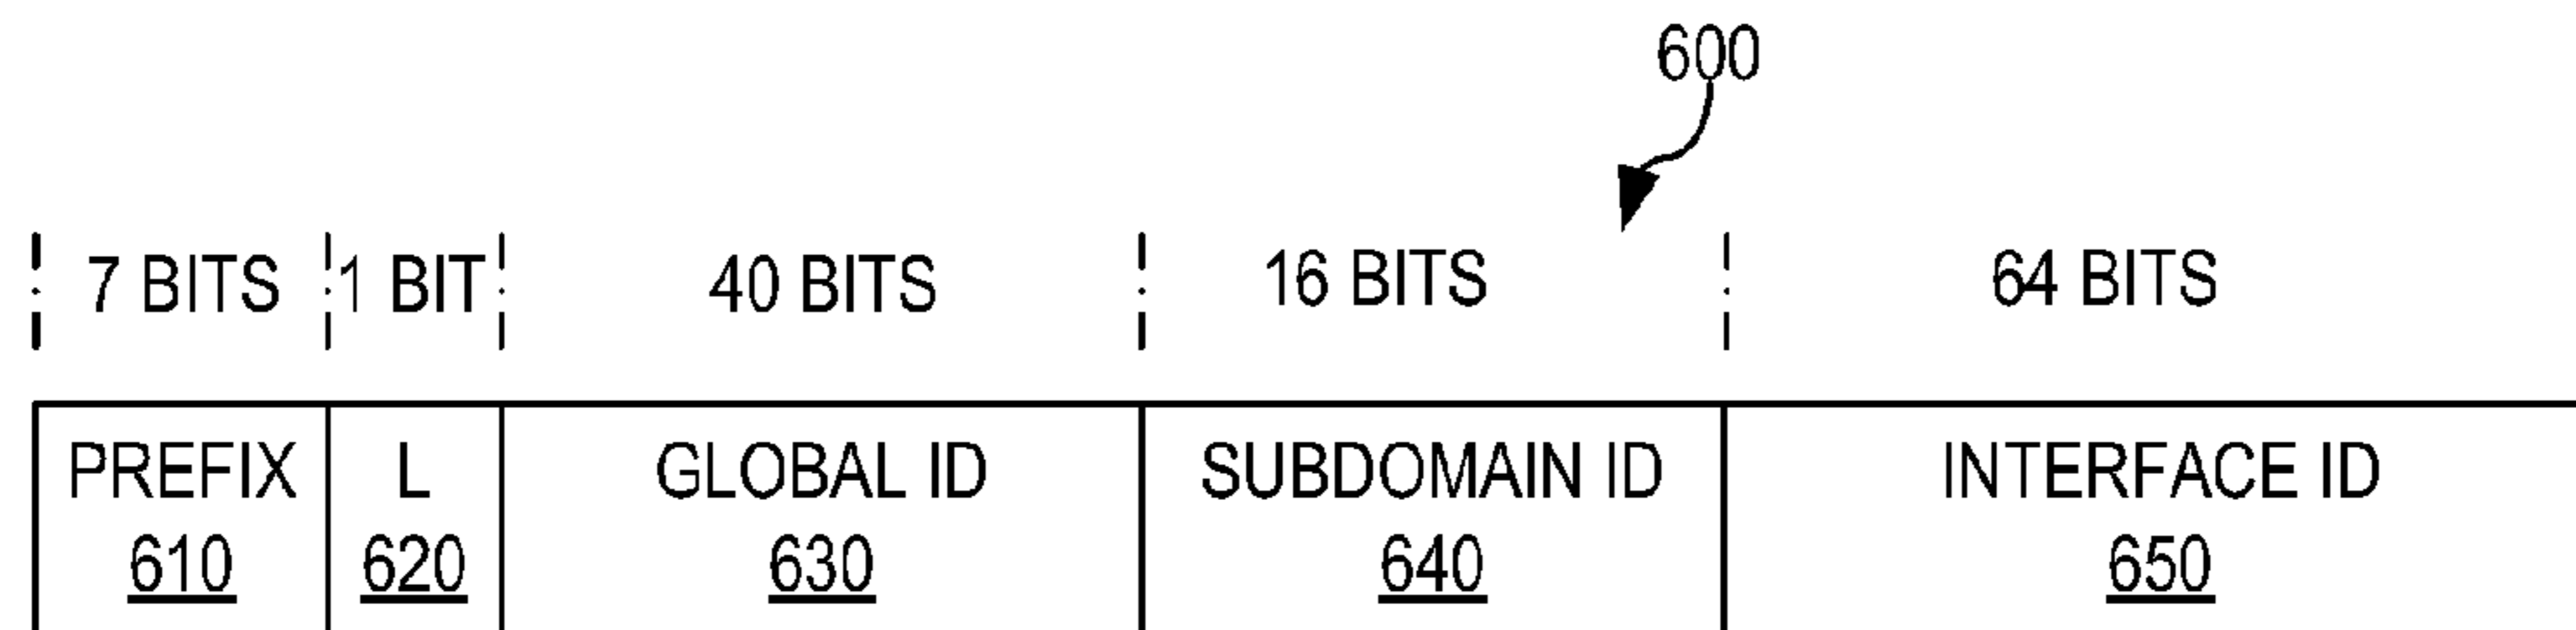 600
7 BITS 1 BIT 40 BITS 16 BITS 64 BITS
PREFIX L GLOBAL ID SUBDOMAIN ID INTERFACE ID
610 620 630 640 650